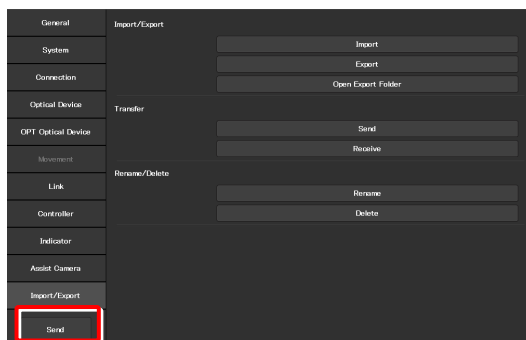 General
System
Connection
Optical Device
OPT Optical Device
Movement
Link
Controller
Indicator
Assist Camera
Import/Export
Send
Import/Export
Import
Export
Open Export Folder
Transfer
Send
Receive
Rename/Delete
Rename
Delete